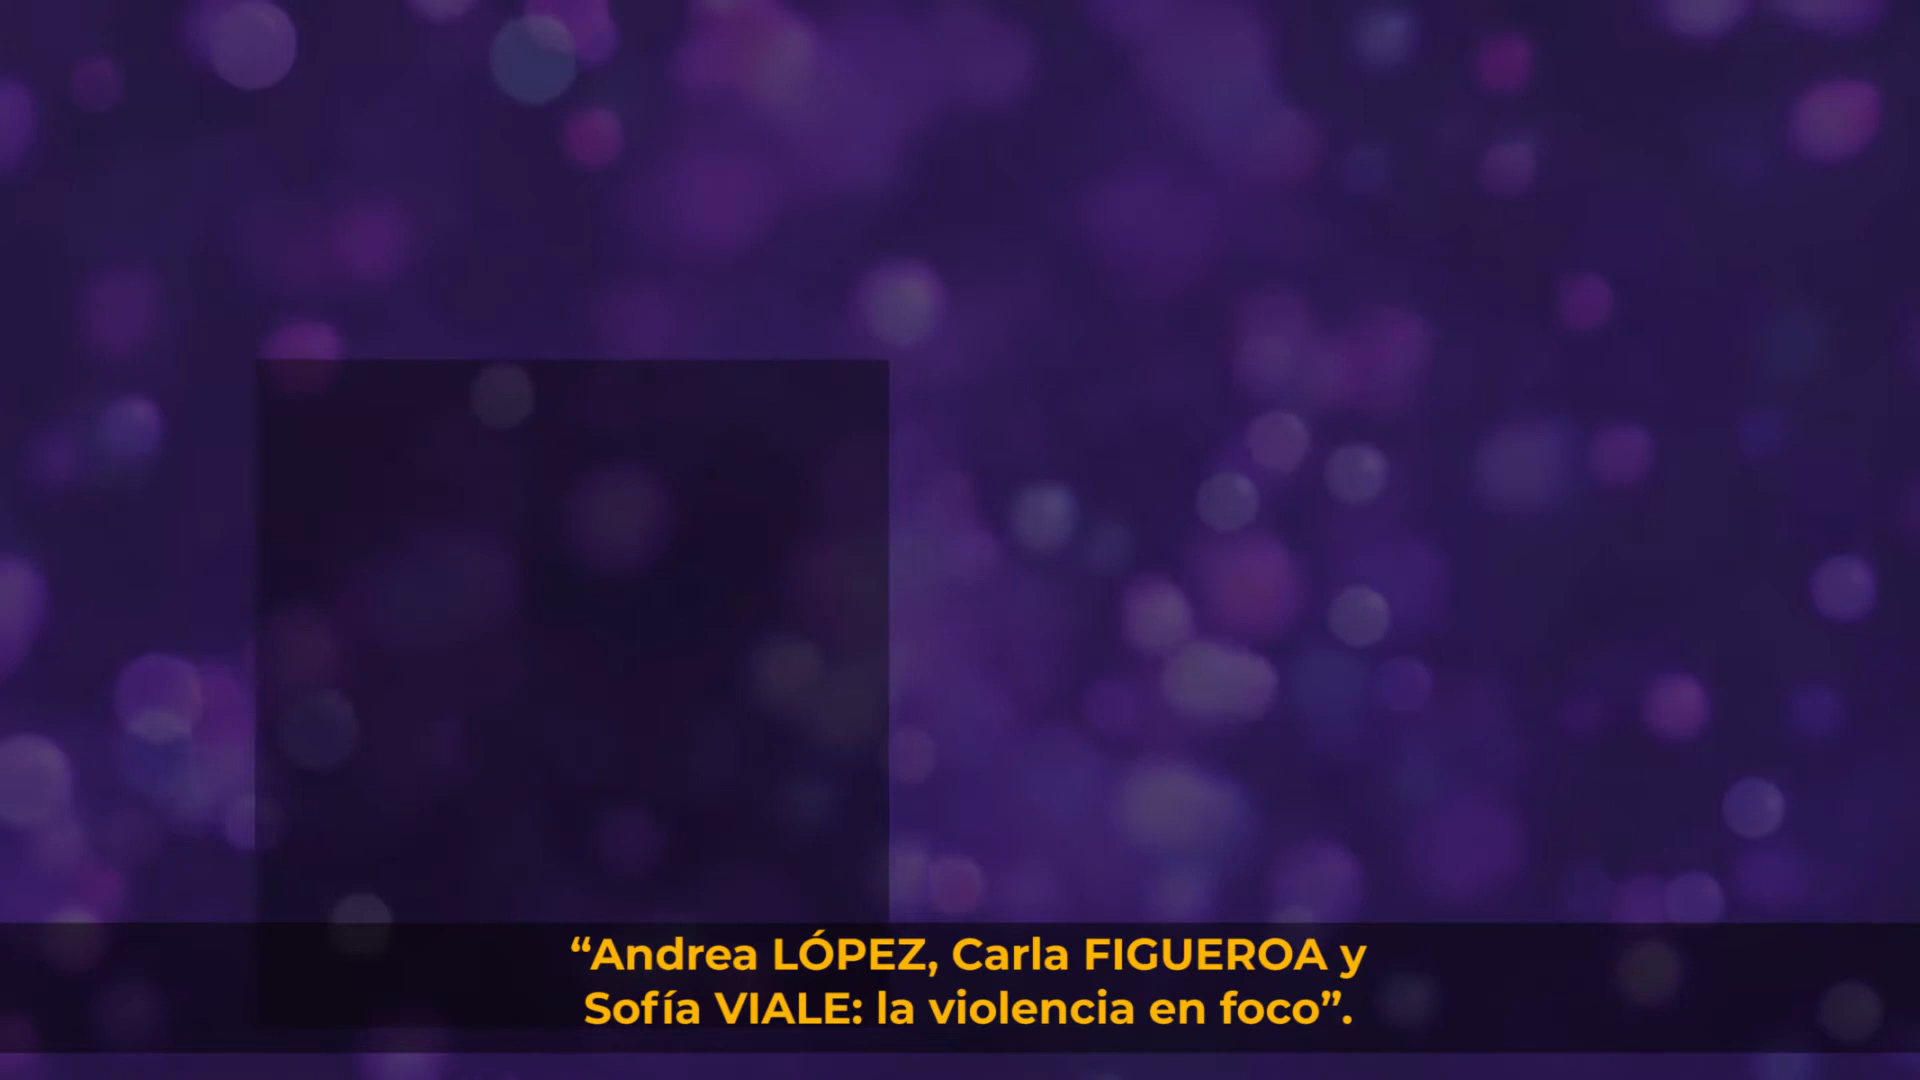 “Andrea LÓPEZ, Carla FIGUEROA y
Sofía VIALE: la violencia en foco”.